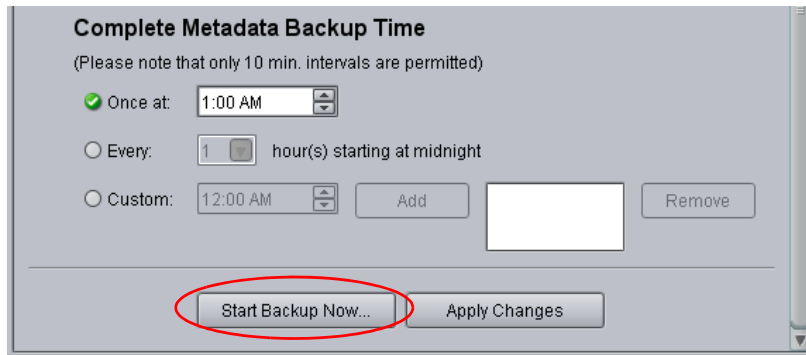 Complete Metadata Backup Time
(Please note that only 10 min. intervals are permitted)
Once at: 1:00 AM
Every: 1 hour(s) starting at midnight
Custom: 12:00 AM Add Remove
Start Backup Now... Apply Changes